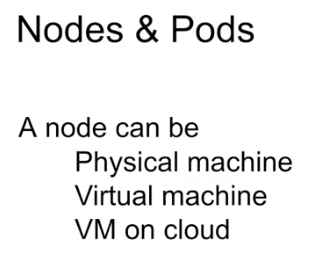 Nodes & Pods
A node can be
Physical machine
Virtual machine
VM on cloud